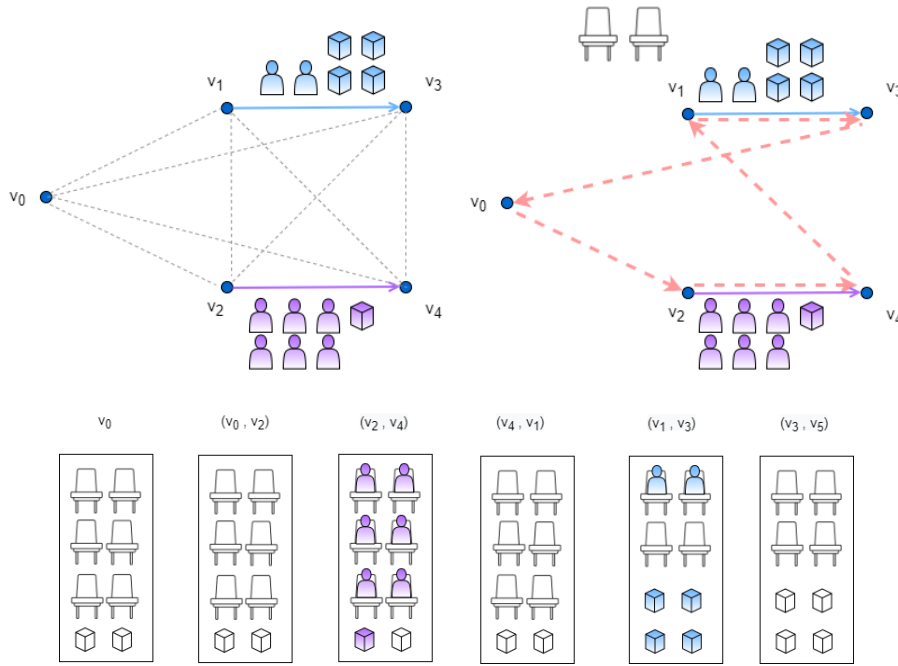 v1 v3
v0
v2 v4
v1 v3
v0
v2 v4
v0 (v0 , v2) (v2 , v4) (v4 , v1) (v1 , v3) (v3 , v5)